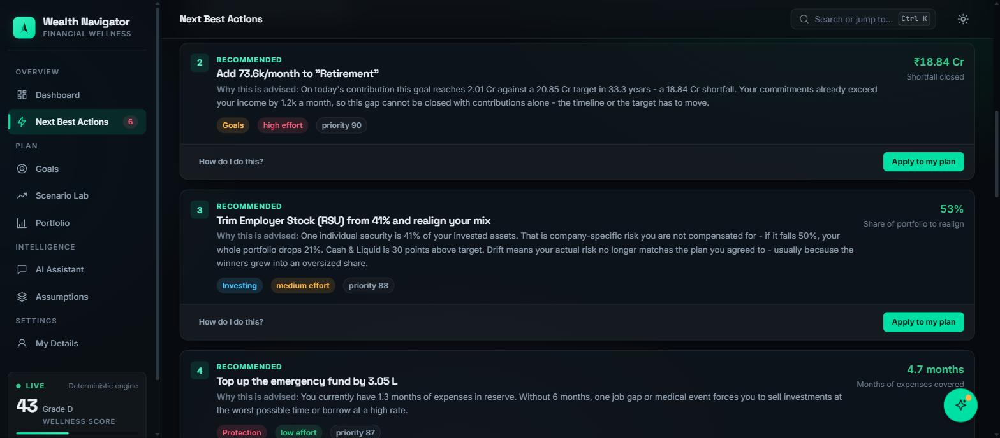 Wealth Navigator
FINANCIAL WELLNESS
OVERVIEW
Dashboard
Next Best Actions 6
PLAN
Goals
Scenario Lab
Portfolio
INTELLIGENCE
AI Assistant
Assumptions
SETTINGS
My Details
LIVE Deterministic engine
43 Grade D
WELLNESS SCORE
Next Best Actions
Search or jump to... Ctrl K
2 RECOMMENDED
Add 73.6k/month to "Retirement"
Why this is advised: On today's contribution this goal reaches 2.01 Cr against a 20.85 Cr target in 33.3 years - a 18.84 Cr shortfall. Your commitments already exceed
your income by 1.2k a month, so this gap cannot be closed with contributions alone - the timeline or the target has to move.
₹18.84 Cr
Shortfall closed
Goals high effort priority 90
How do I do this? Apply to my plan
3 RECOMMENDED
Trim Employer Stock (RSU) from 41% and realign your mix
Why this is advised: One individual security is 41% of your invested assets. That is company-specific risk you are not compensated for - if it falls 50%, your
whole portfolio drops 21%. Cash & Liquid is 30 points above target. Drift means your actual risk no longer matches the plan you agreed to - usually because the
winners grew into an oversized share.
53%
Share of portfolio to realign
Investing medium effort priority 88
How do I do this? Apply to my plan
4 RECOMMENDED
Top up the emergency fund by 3.05 L
Why this is advised: You currently have 1.3 months of expenses in reserve. Without 6 months, one job gap or medical event forces you to sell investments at
the worst possible time or borrow at a high rate.
4.7 months
Months of expenses covered
Protection low effort priority 87